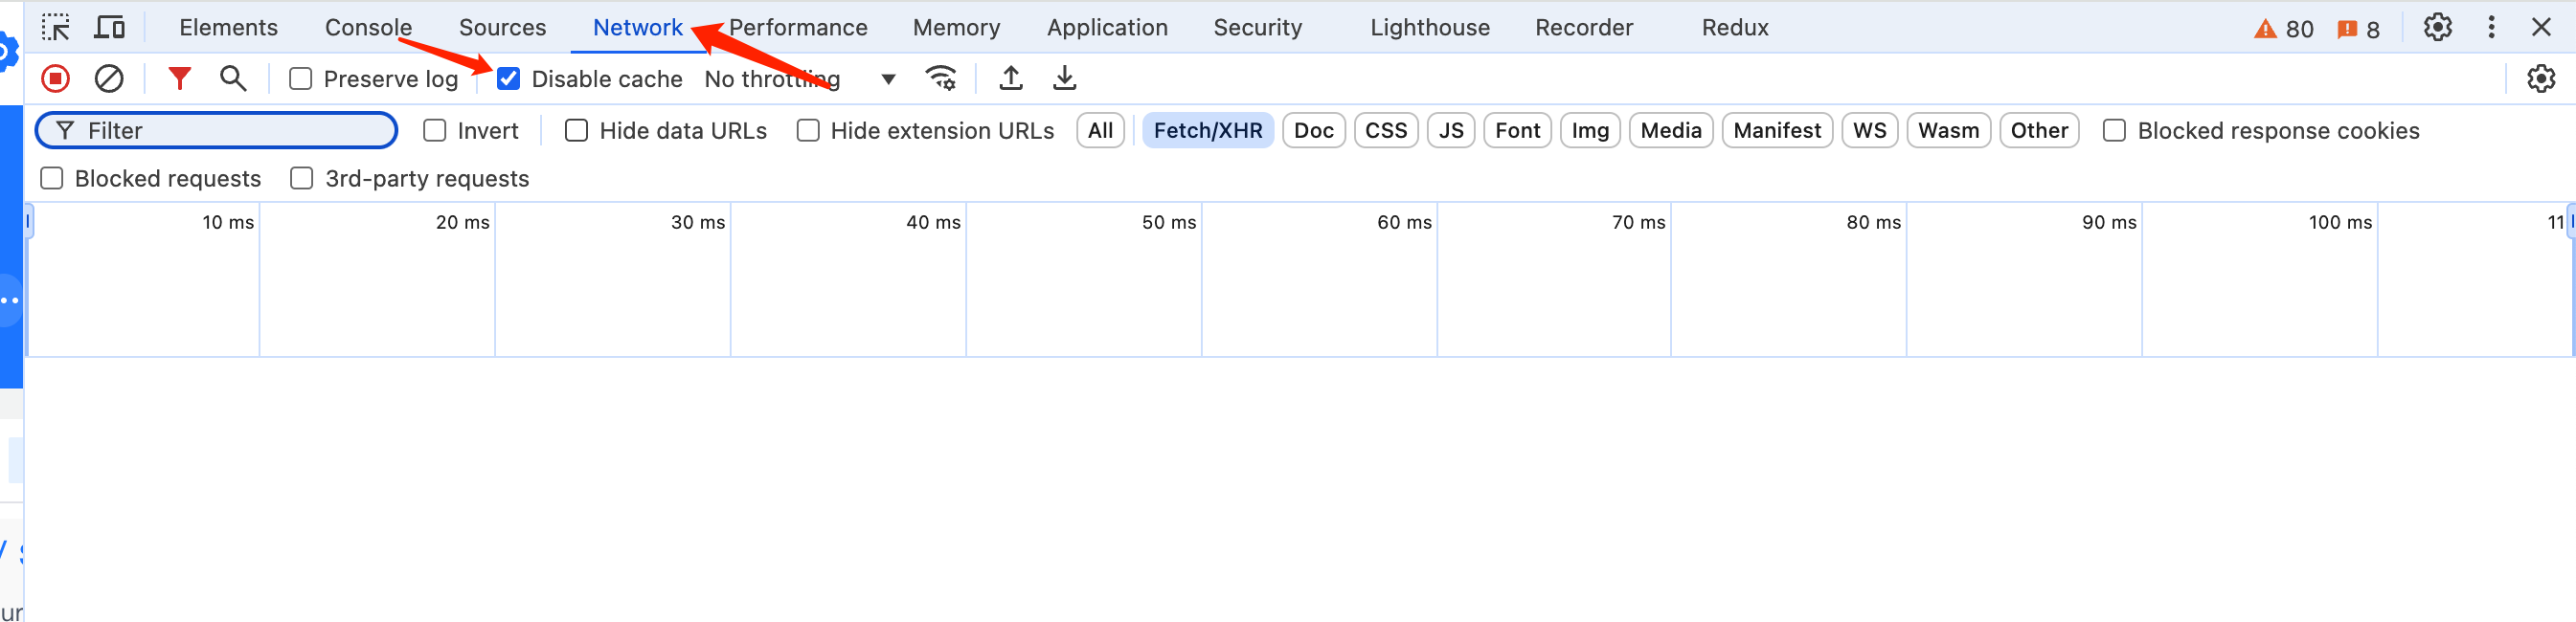 Elements Console Sources Network Performance Memory Application Security Lighthouse Recorder Redux 80 8
Preserve log Disable cache No throttling
Filter Invert Hide data URLs Hide extension URLs All Fetch/XHR Doc CSS JS Font Img Media Manifest WS Wasm Other Blocked response cookies
Blocked requests 3rd-party requests
10 ms 20 ms 30 ms 40 ms 50 ms 60 ms 70 ms 80 ms 90 ms 100 ms 11
ur